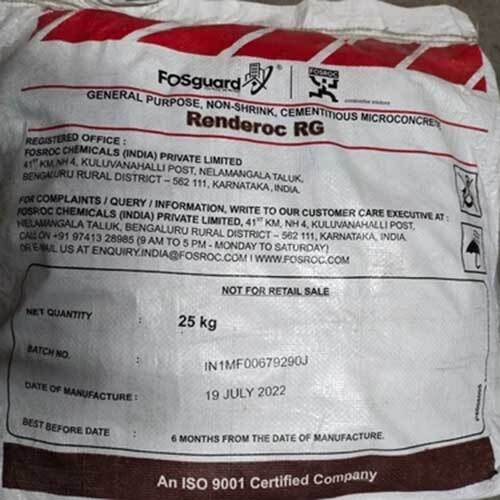 FOSguard
FOSROC
constructive solutions
GENERAL PURPOSE, NON-SHRINK, CEMENTITIOUS MICROCONCRETE
Renderoc RG
REGISTERED OFFICE :
FOSROC CHEMICALS (INDIA) PRIVATE LIMITED
41ST KM, NH 4, KULUVANAHALLI POST, NELAMANGALA TALUK,
BENGALURU RURAL DISTRICT – 562 111, KARNATAKA, INDIA.
FOR COMPLAINTS / QUERY / INFORMATION, WRITE TO OUR CUSTOMER CARE EXECUTIVE AT :
FOSROC CHEMICALS (INDIA) PRIVATE LIMITED, 41ST KM, NH 4, KULUVANAHALLI POST,
NELAMANGALA TALUK, BENGALURU RURAL DISTRICT – 562 111, KARNATAKA, INDIA.
CALL ON +91 97413 28985 (9 AM TO 5 PM - MONDAY TO SATURDAY)
OR E-MAIL US AT ENQUIRY.INDIA@FOSROC.COM I WWW.FOSROC.COM
NOT FOR RETAIL SALE
NET QUANTITY : 25 kg
BATCH NO. : IN1MF00679290J
DATE OF MANUFACTURE : 19 JULY 2022
BEST BEFORE DATE : 6 MONTHS FROM THE DATE OF MANUFACTURE
An ISO 9001 Certified Company